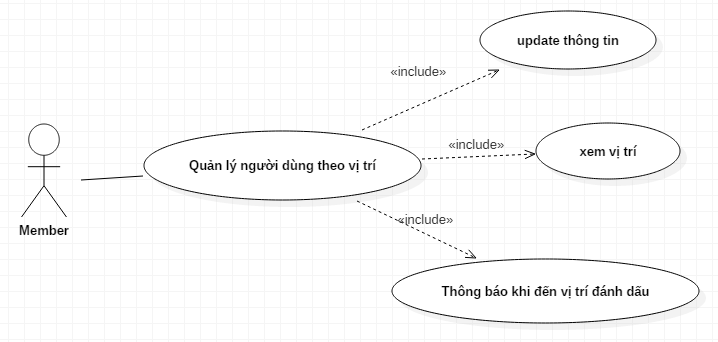 update thông tin
«include»
«include»
xem vị trí
Quản lý người dùng theo vị trí
«include»
Member
Thông báo khi đến vị trí đánh dấu